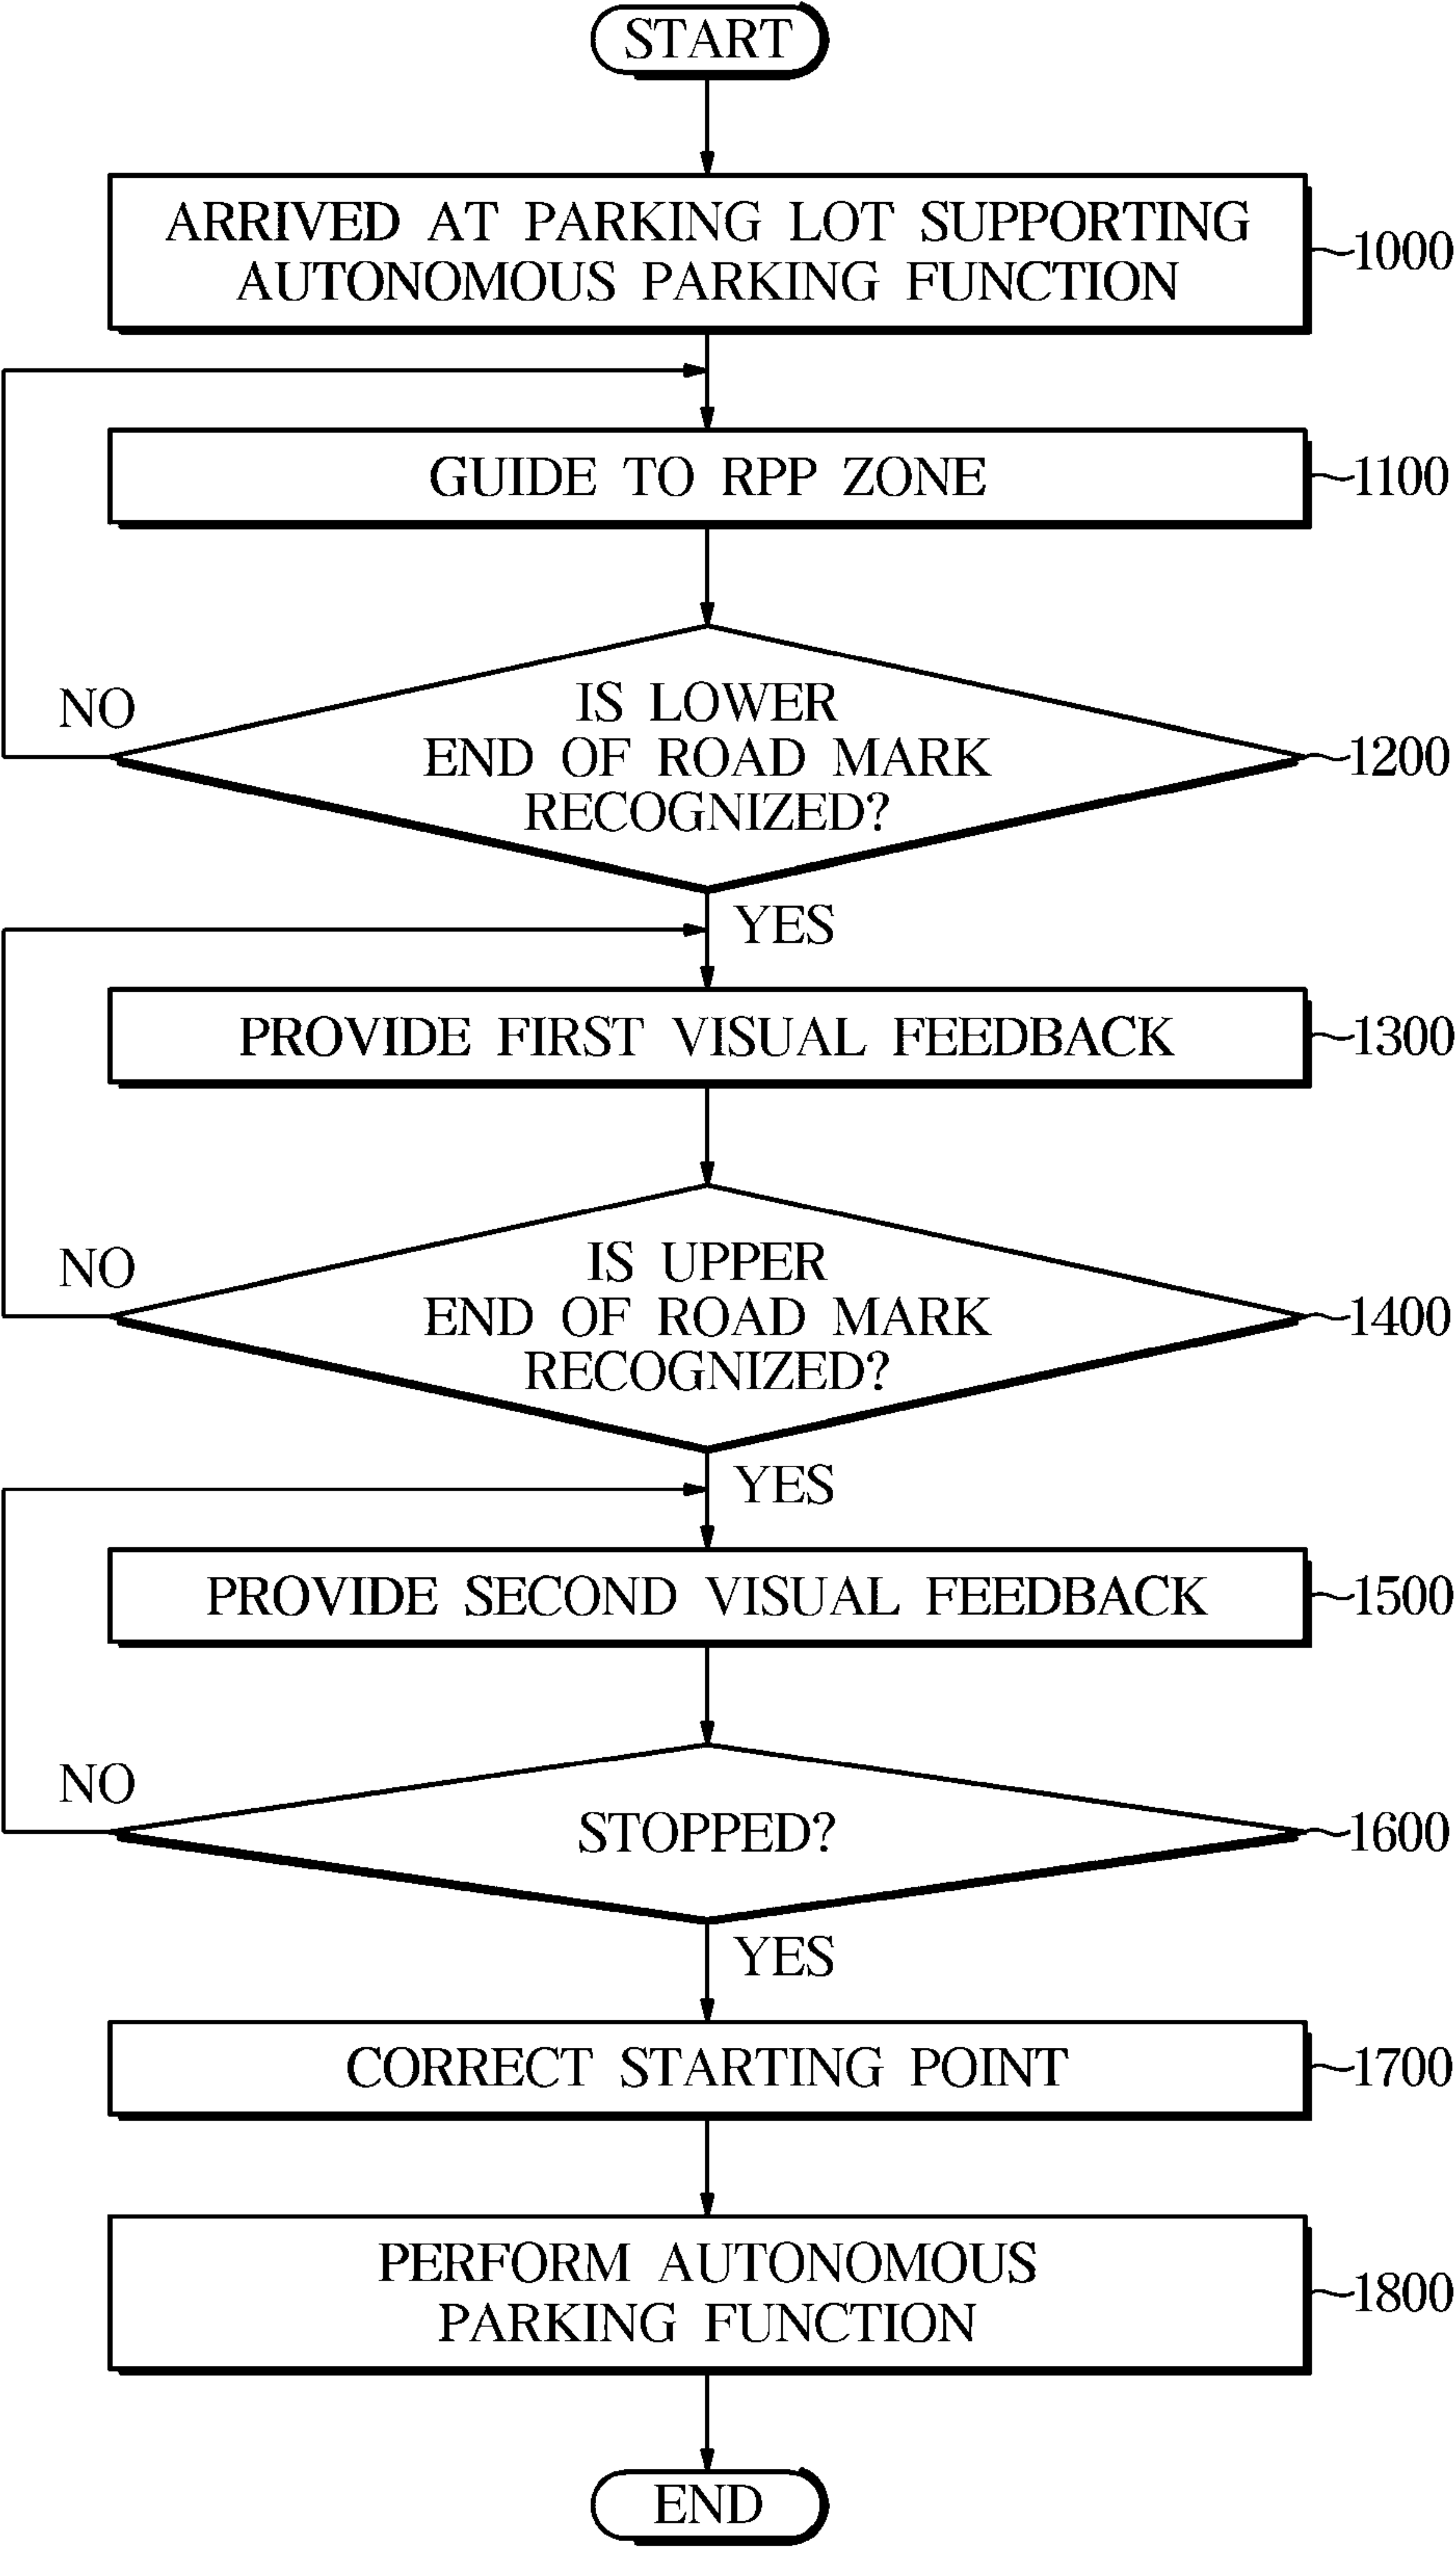 START
ARRIVED AT PARKING LOT SUPPORTING
AUTONOMOUS PARKING FUNCTION
1000
GUIDE TO RPP ZONE
1100
NO
IS LOWER
END OF ROAD MARK
RECOGNIZED?
1200
YES
PROVIDE FIRST VISUAL FEEDBACK
1300
NO
IS UPPER
END OF ROAD MARK
RECOGNIZED?
1400
YES
PROVIDE SECOND VISUAL FEEDBACK
1500
NO
STOPPED?
1600
YES
CORRECT STARTING POINT
1700
PERFORM AUTONOMOUS
PARKING FUNCTION
1800
END